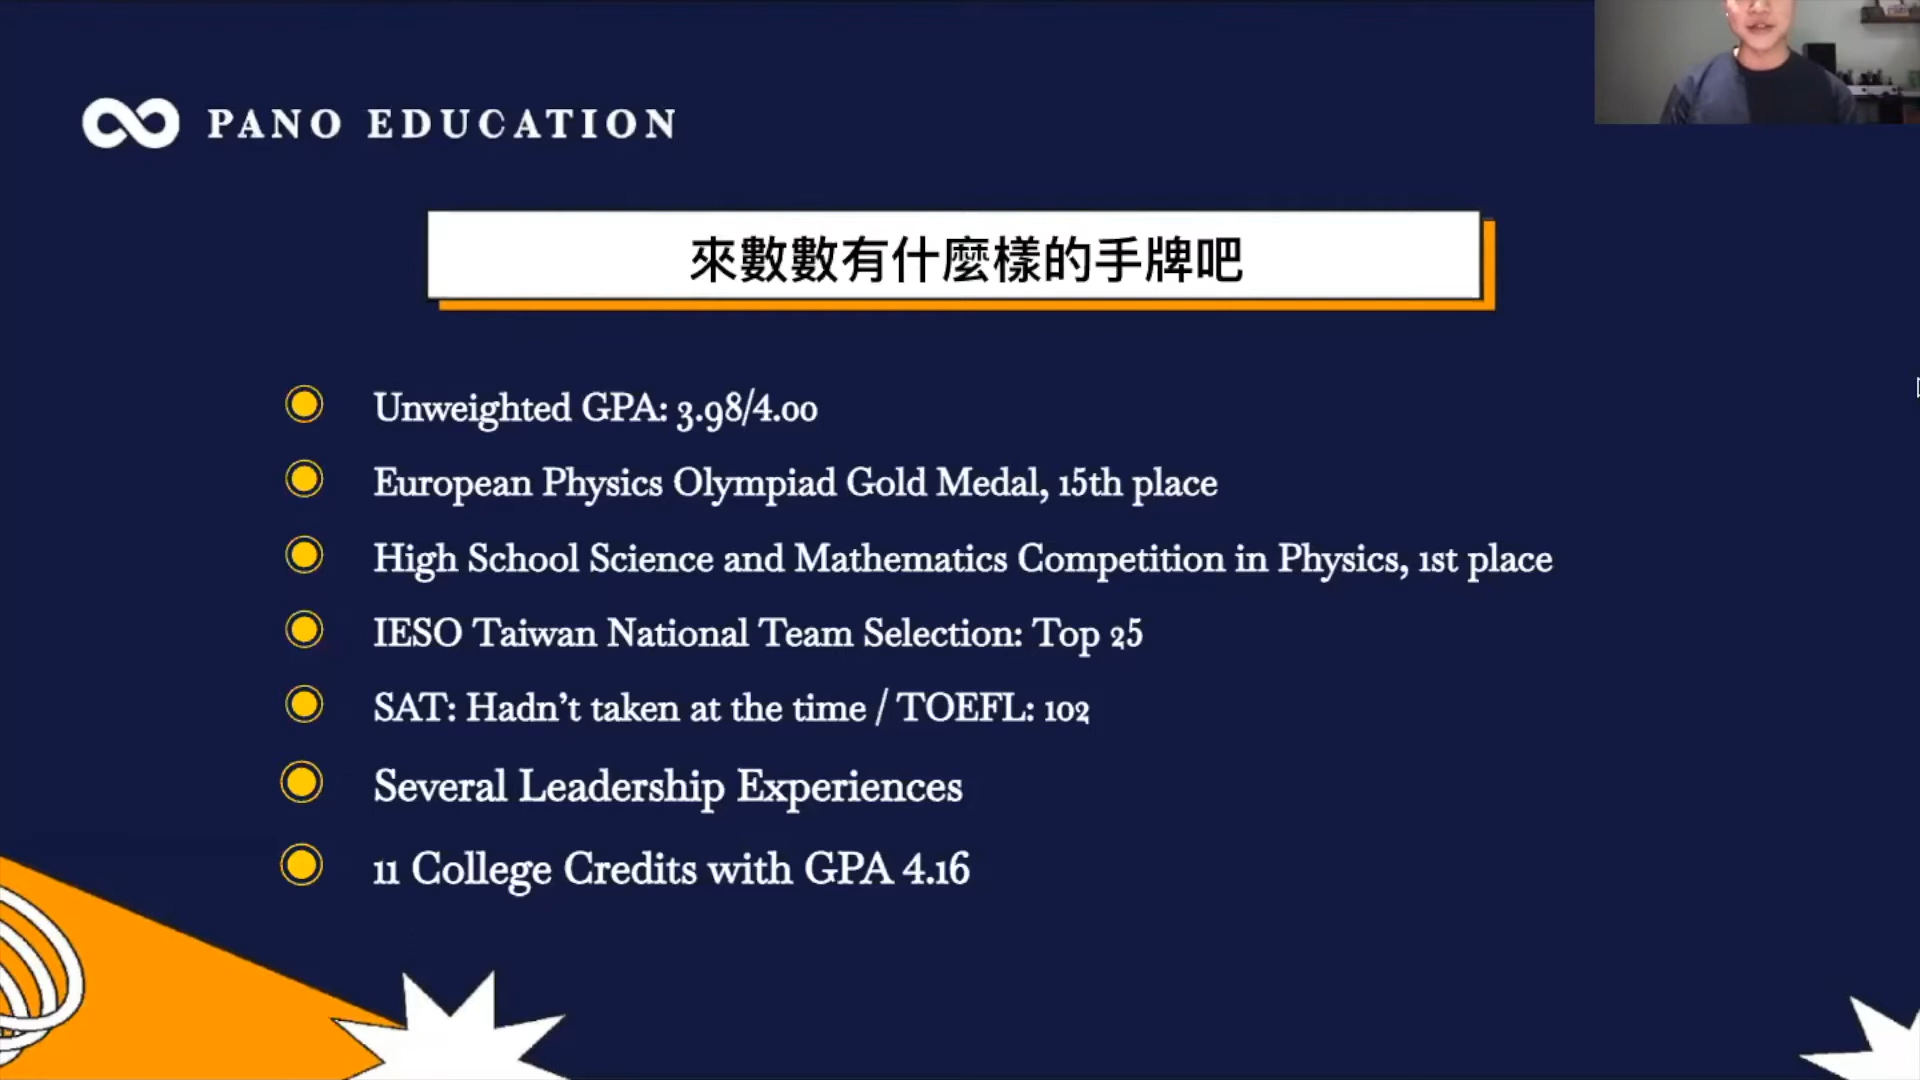 PANO EDUCATION
來數數有什麼樣的手牌吧
Unweighted GPA: 3.98/4.00
European Physics Olympiad Gold Medal, 15th place
High School Science and Mathematics Competition in Physics, 1st place
IESO Taiwan National Team Selection: Top 25
SAT: Hadn’t taken at the time / TOEFL: 102
Several Leadership Experiences
11 College Credits with GPA 4.16